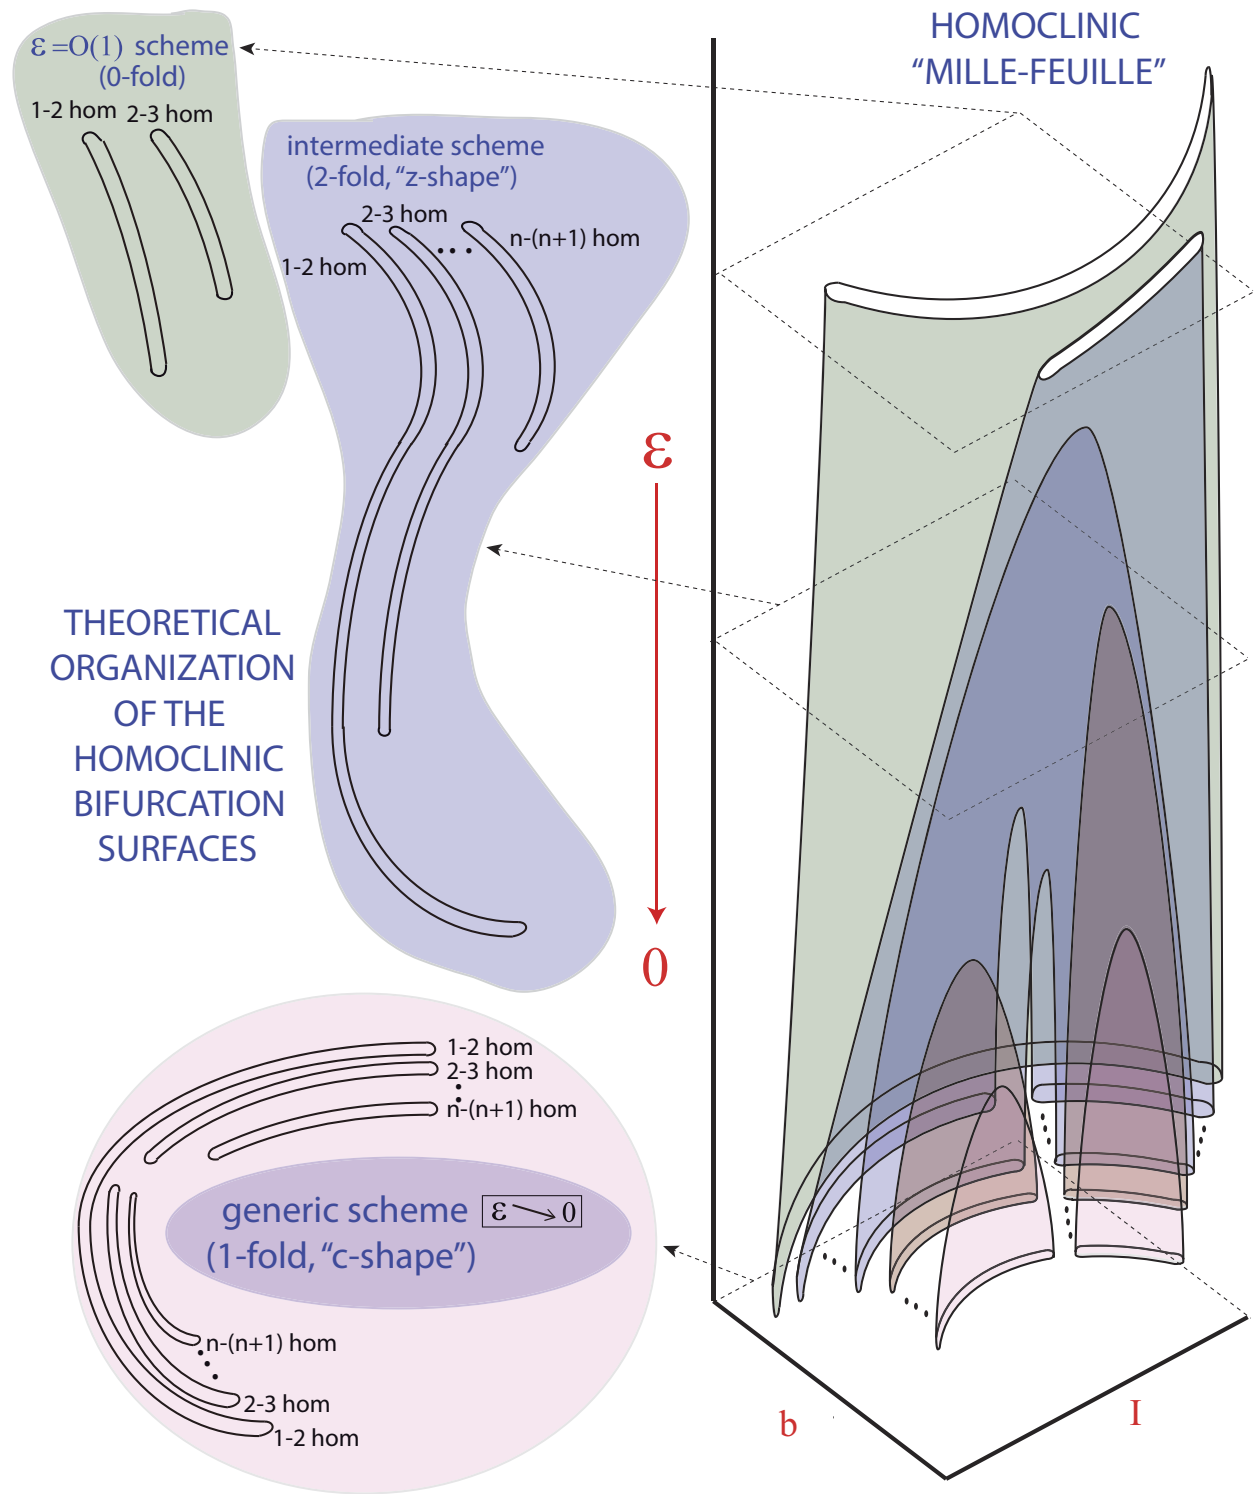 HOMOCLINIC
“MILLE-FEUILLE”
ε =O(1) scheme
(0-fold)
1-2 hom 2-3 hom
intermediate scheme
(2-fold, “z-shape”)
2-3 hom
n-(n+1) hom
1-2 hom
ε
0
THEORETICAL
ORGANIZATION
OF THE
HOMOCLINIC
BIFURCATION
SURFACES
1-2 hom
2-3 hom
n-(n+1) hom
generic scheme ε 0
(1-fold, “c-shape”)
n-(n+1) hom
2-3 hom
1-2 hom
b
I